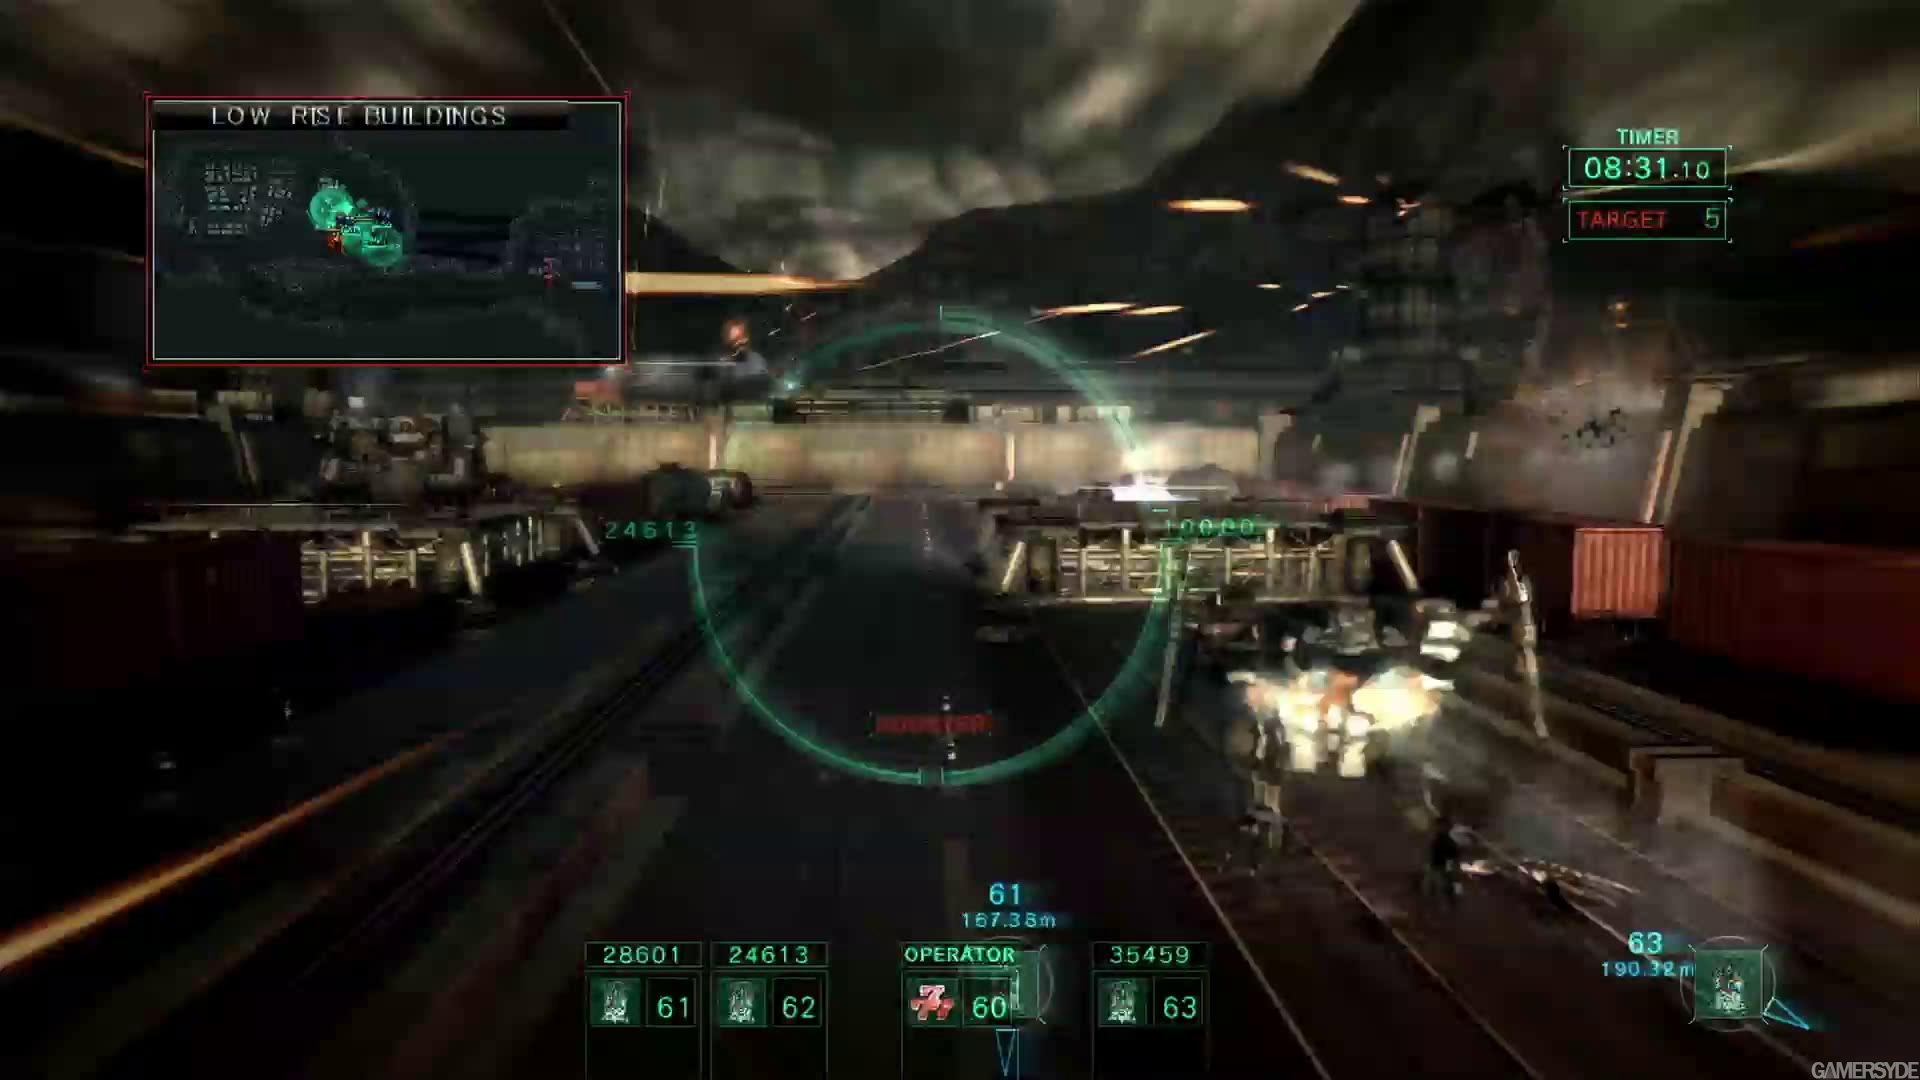 LOW RISE BUILDINGS
TIMER
08:31.10
TARGET 5
24613
10000
61
167.38m
28601
24613
OPERATOR
35459
61
62
60
63
63
190.32m
GAMERSYDE